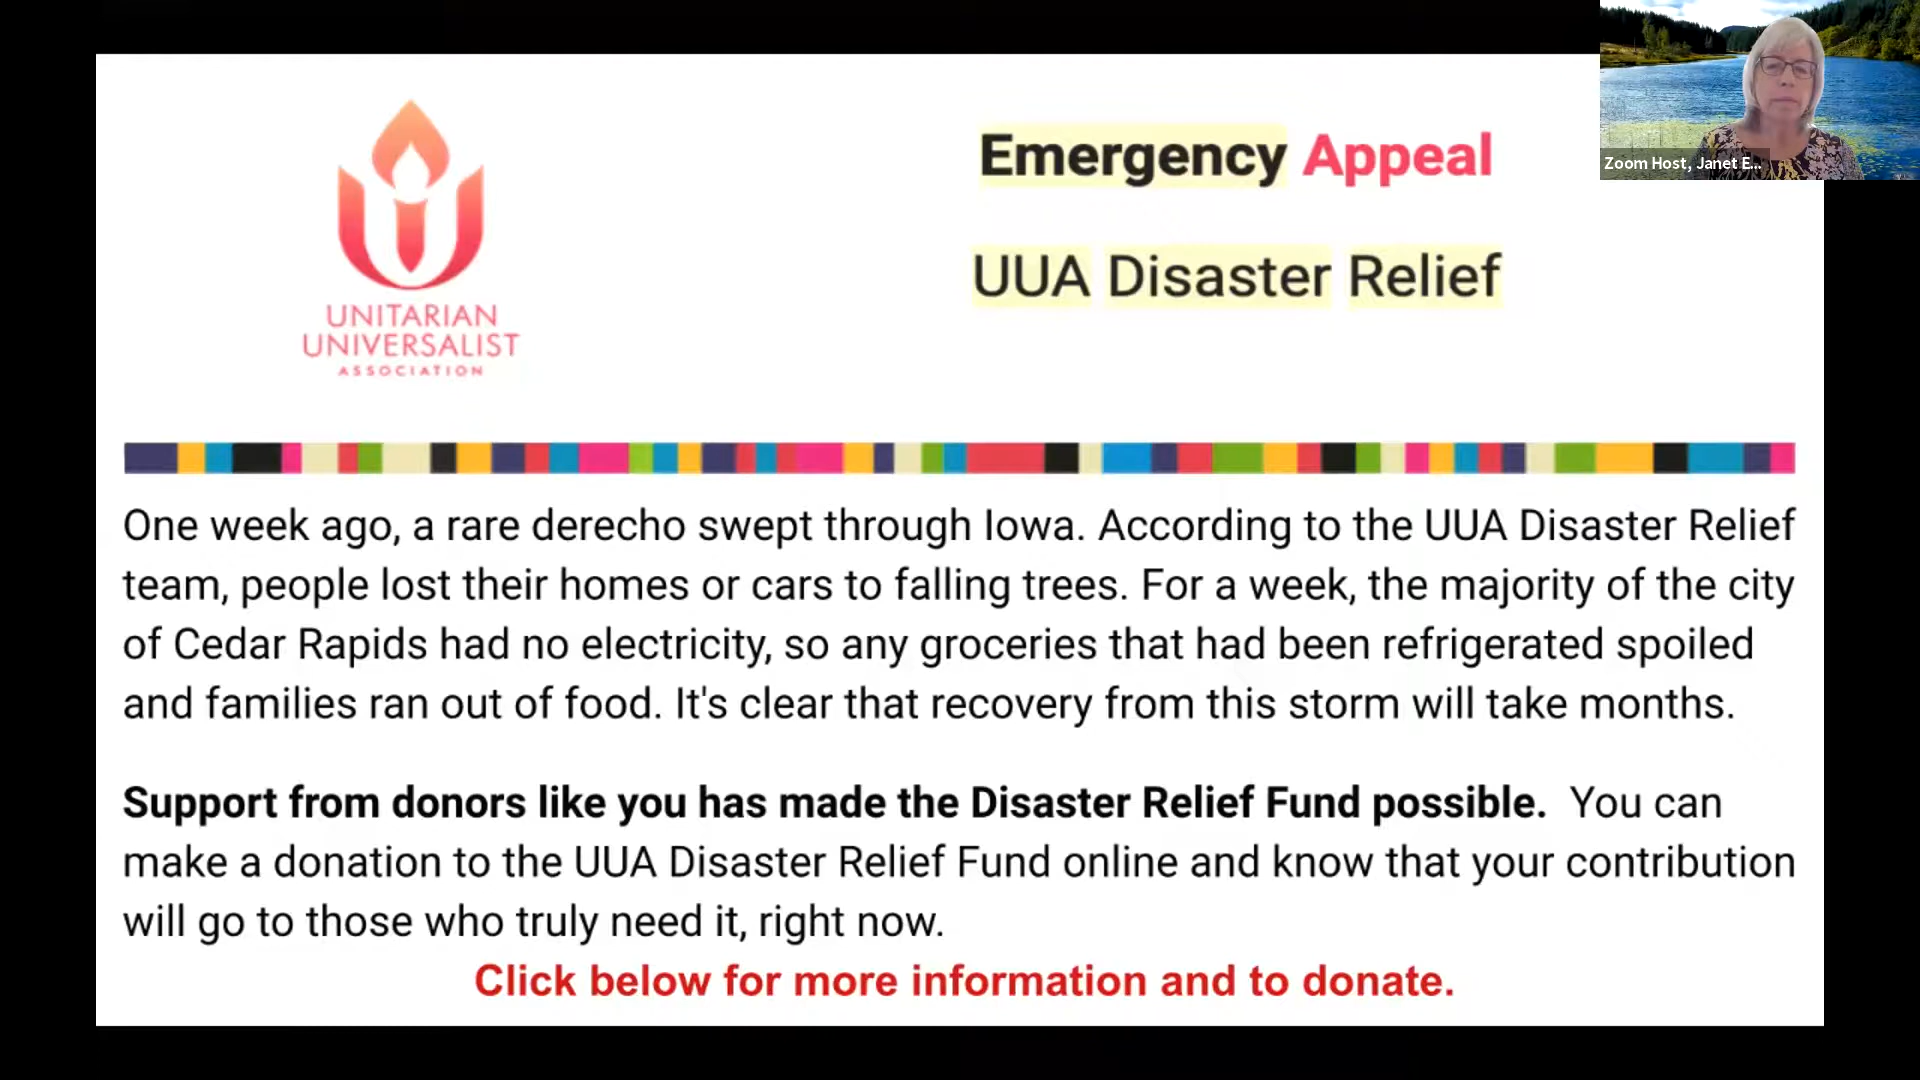 Emergency Appeal
UUA Disaster Relief
UNITARIAN
UNIVERSALIST
ASSOCIATION
Zoom Host, Janet E...
One week ago, a rare derecho swept through Iowa. According to the UUA Disaster Relief
team, people lost their homes or cars to falling trees. For a week, the majority of the city
of Cedar Rapids had no electricity, so any groceries that had been refrigerated spoiled
and families ran out of food. It's clear that recovery from this storm will take months.
Support from donors like you has made the Disaster Relief Fund possible. You can
make a donation to the UUA Disaster Relief Fund online and know that your contribution
will go to those who truly need it, right now.
Click below for more information and to donate.